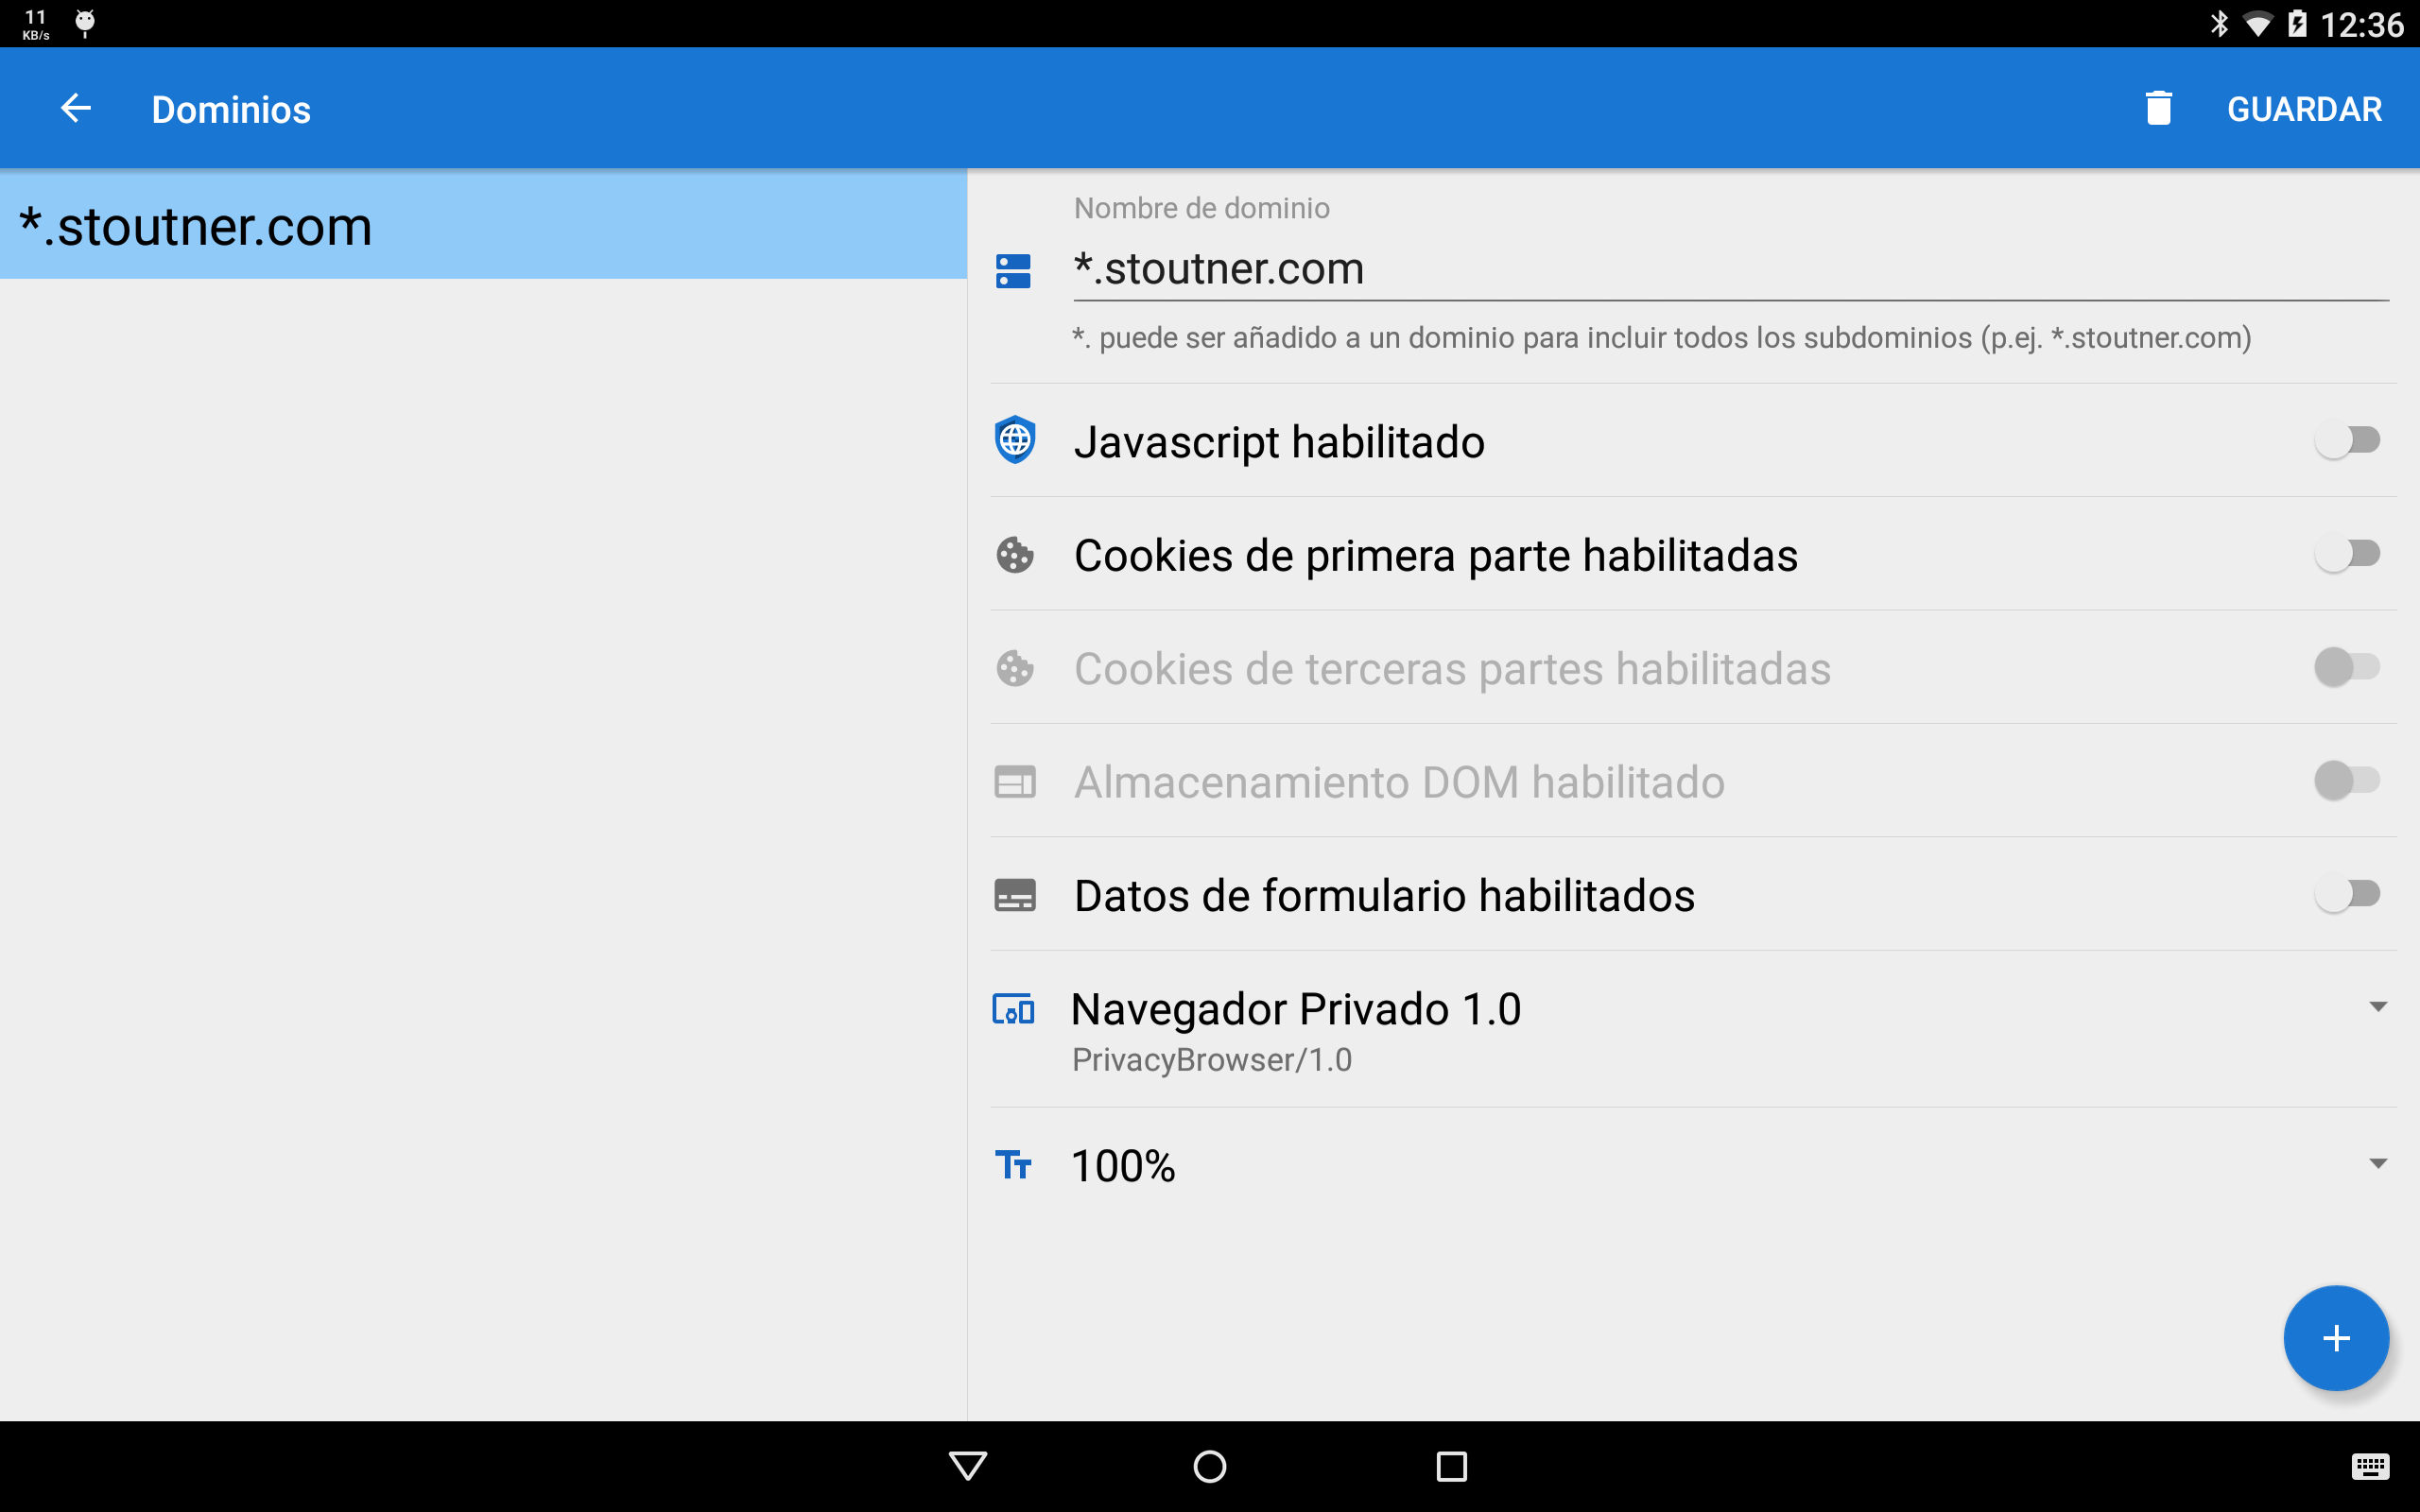 11
KB/s
12:36
Dominios
GUARDAR
*.stoutner.com
Nombre de dominio
*.stoutner.com
*. puede ser añadido a un dominio para incluir todos los subdominios (p.ej. *.stoutner.com)
Javascript habilitado
Cookies de primera parte habilitadas
Cookies de terceras partes habilitadas
Almacenamiento DOM habilitado
Datos de formulario habilitados
Navegador Privado 1.0
PrivacyBrowser/1.0
100%